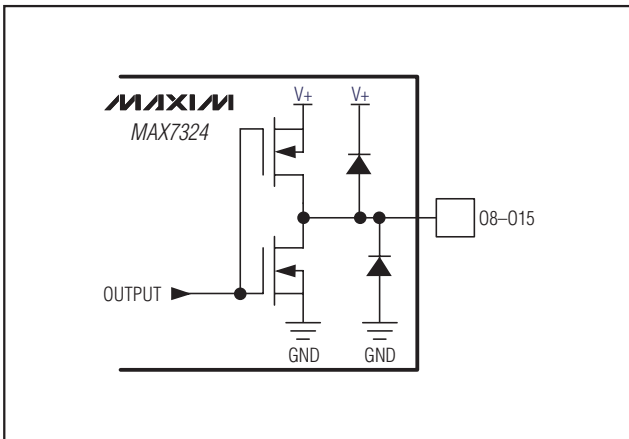 MAXIM
MAX7324
V+
V+
O8–O15
OUTPUT
GND
GND